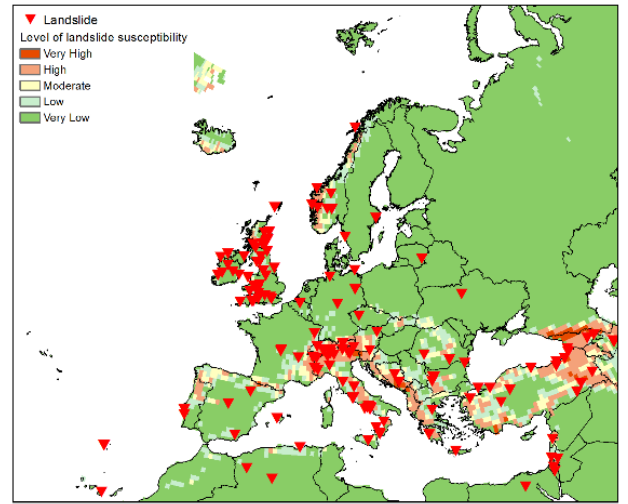 Landslide
Level of landslide susceptibility
Very High
High
Moderate
Low
Very Low